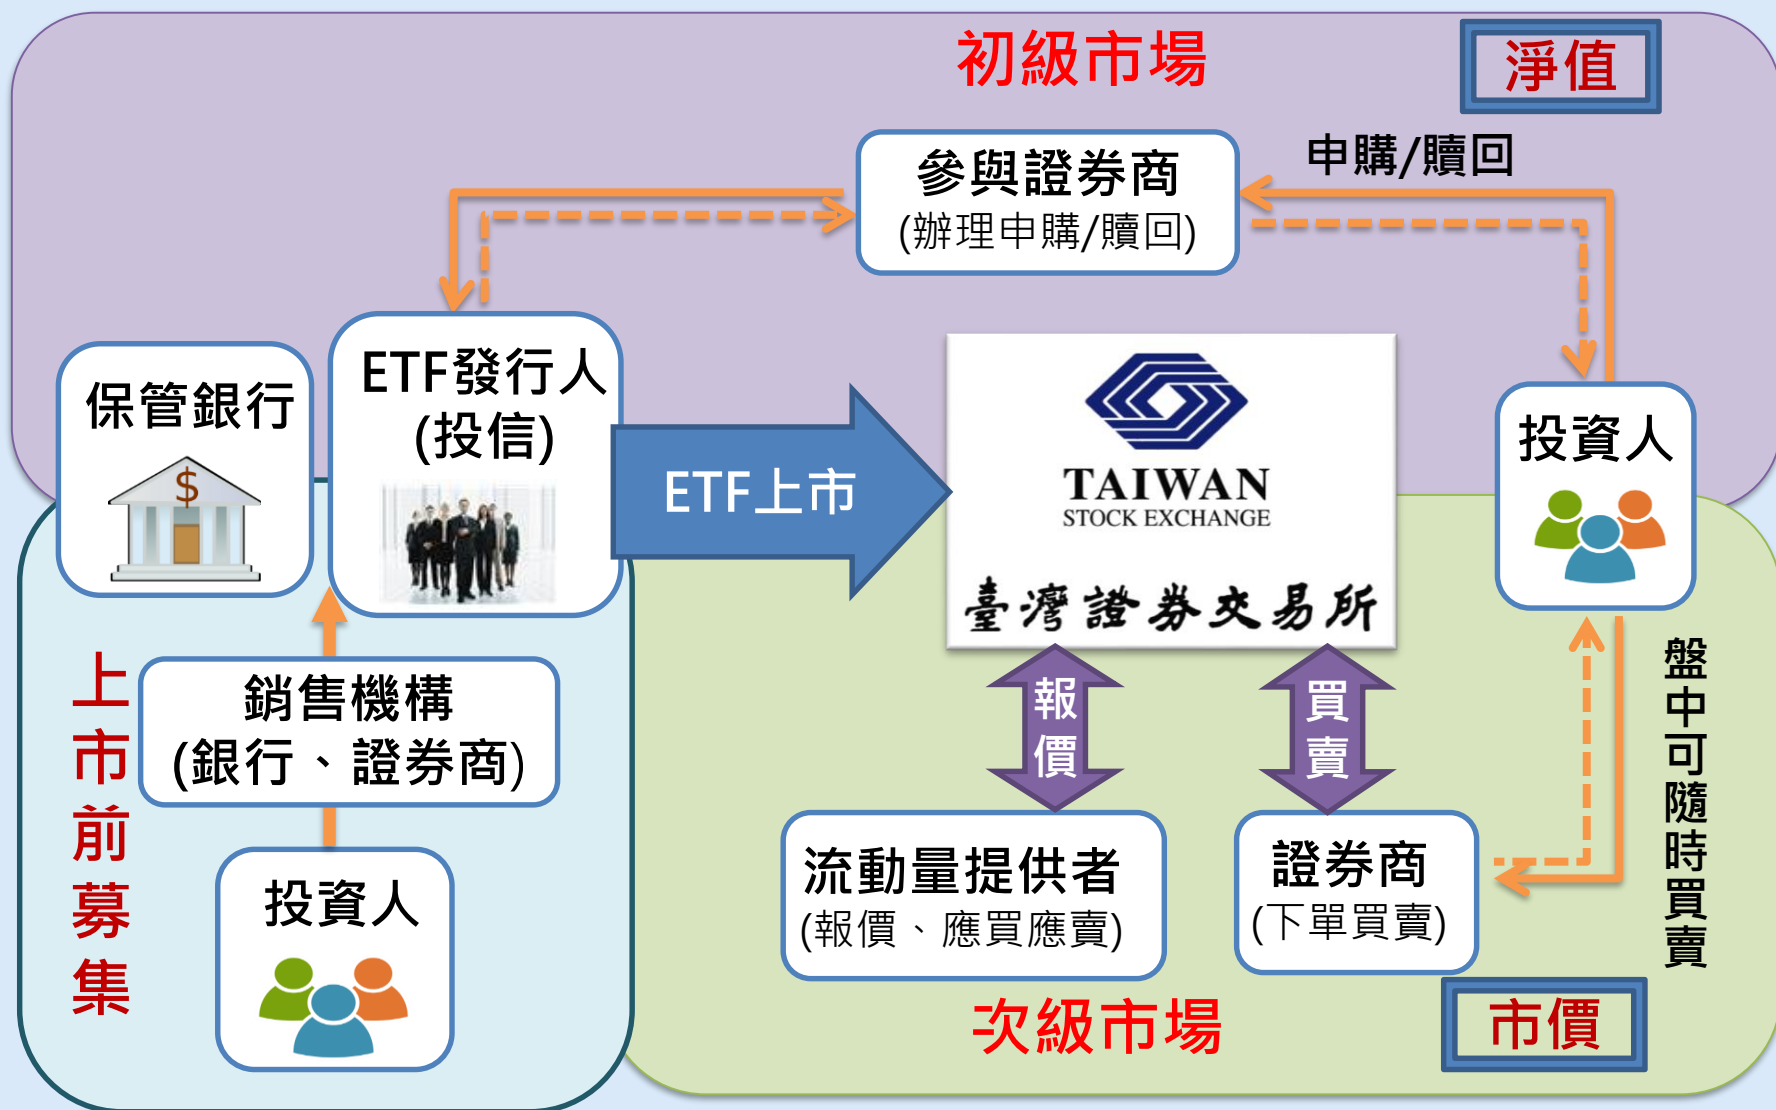 初級市場
淨值
參與證券商
(辦理申購/贖回)
申購/贖回
保管銀行
$
ETF發行人
(投信)
ETF上市
TAIWAN
STOCK EXCHANGE
臺灣證券交易所
投資人
上市前募集
銷售機構
(銀行、證券商)
投資人
報價
買賣
盤中可隨時買賣
流動量提供者
(報價、應買應賣)
證券商
(下單買賣)
次級市場
市價